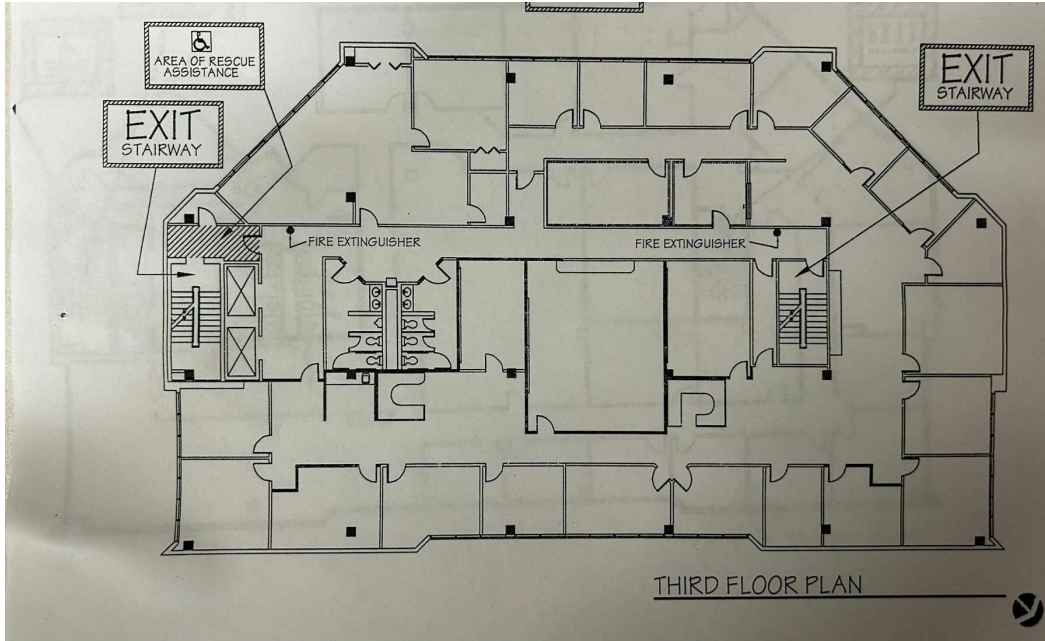 AREA OF RESCUE
ASSISTANCE
EXIT
STAIRWAY
EXIT
STAIRWAY
FIRE EXTINGUISHER
FIRE EXTINGUISHER
THIRD FLOOR PLAN